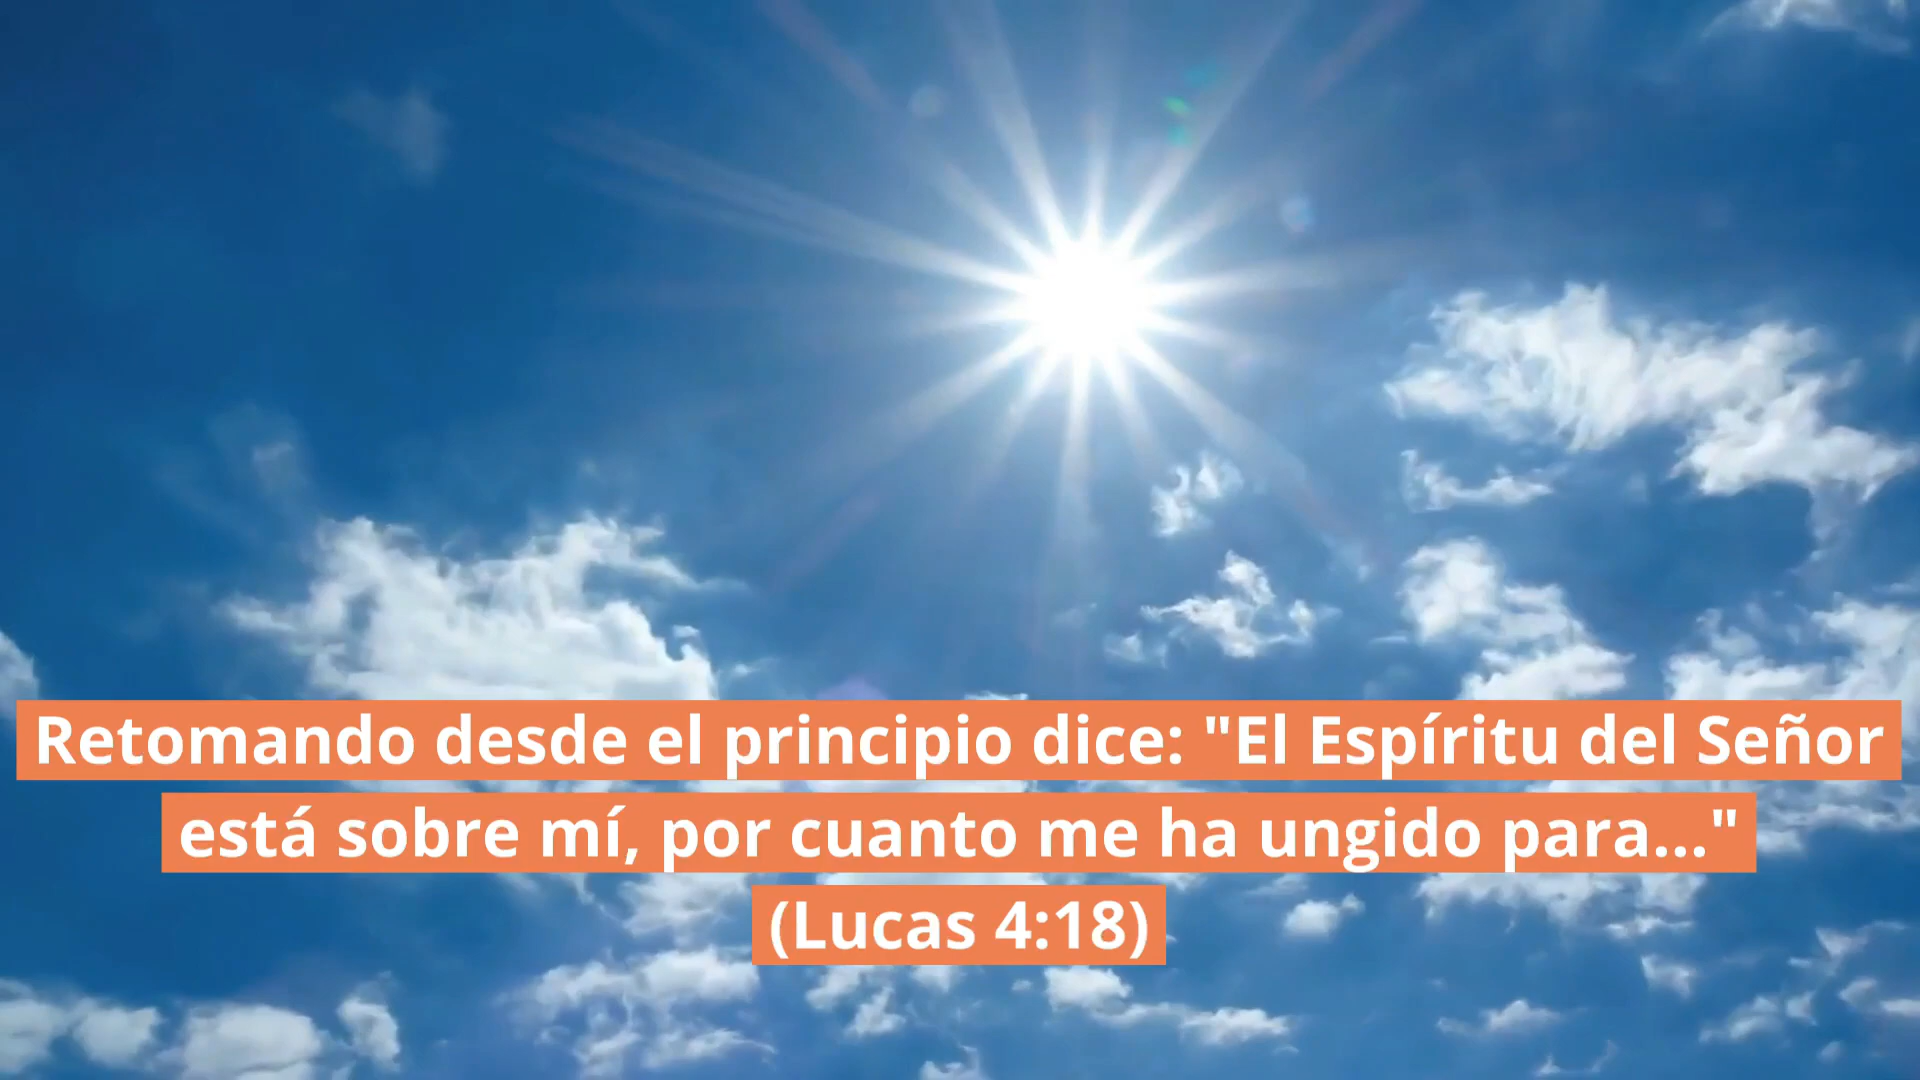 Retomando desde el principio dice: "El Espíritu del Señor
está sobre mí, por cuanto me ha ungido para..."
(Lucas 4:18)